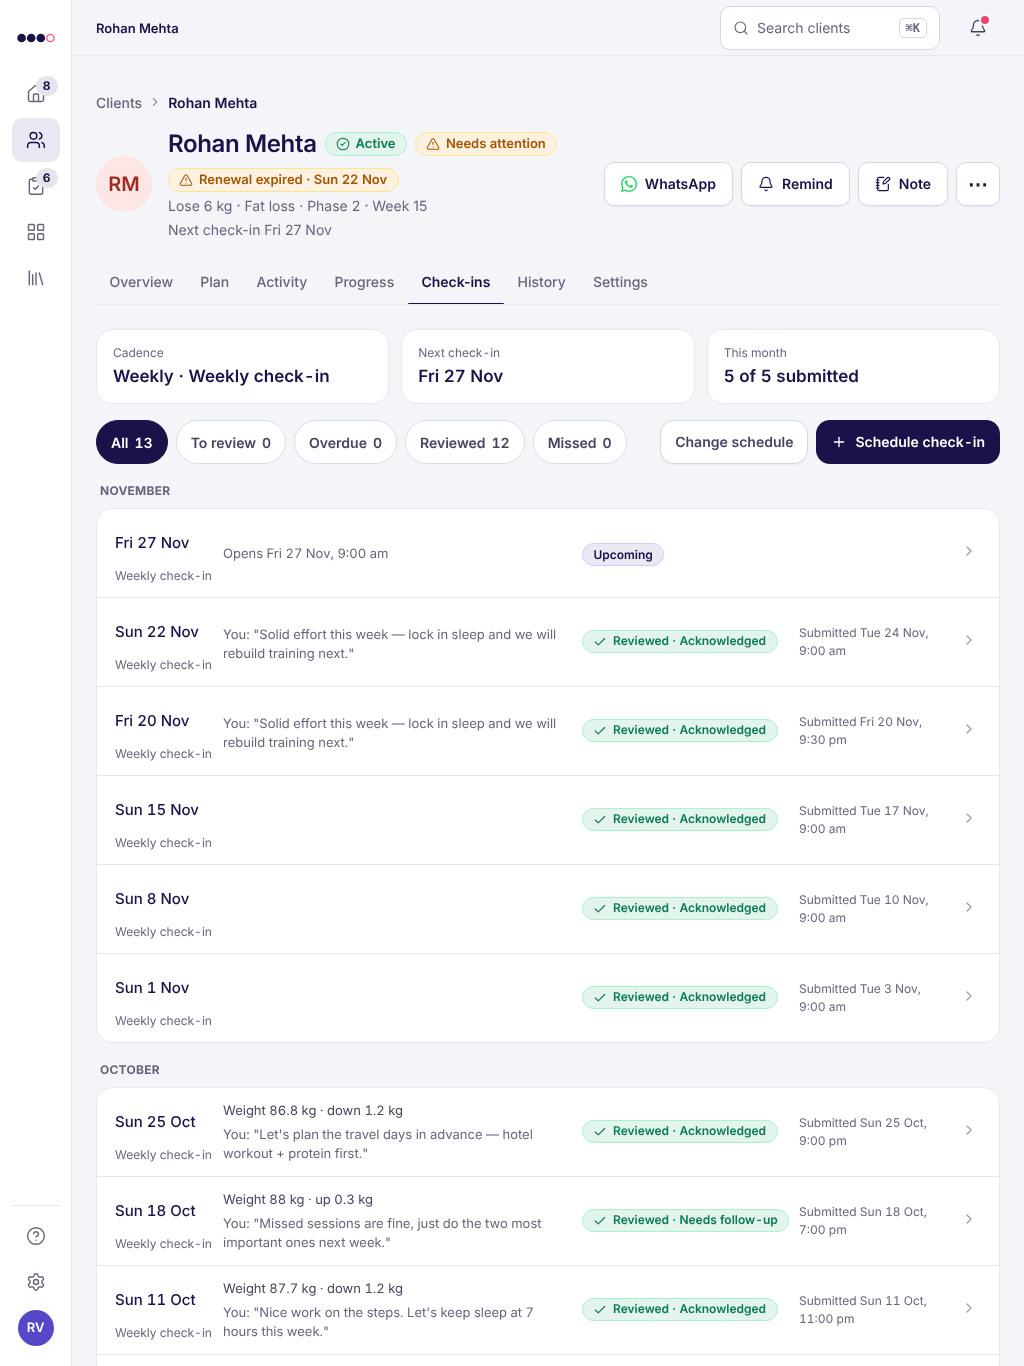 Rohan Mehta
Search clients
⌘K
8
6
Clients
Rohan Mehta
RM
Rohan Mehta
Active
Needs attention
Renewal expired · Sun 22 Nov
Lose 6 kg • Fat loss · Phase 2 • Week 15
Next check-in Fri 27 Nov
WhatsApp
Remind
Note
Overview
Plan
Activity
Progress
Check-ins
History
Settings
Cadence
Weekly · Weekly check-in
Next check-in
Fri 27 Nov
This month
5 of 5 submitted
All 13
To review 0
Overdue 0
Reviewed 12
Missed 0
Change schedule
+ Schedule check-in
NOVEMBER
Fri 27 Nov
Weekly check-in
Opens Fri 27 Nov, 9:00 am
Upcoming
Sun 22 Nov
Weekly check-in
You: "Solid effort this week — lock in sleep and we will
rebuild training next."
Reviewed · Acknowledged
Submitted Tue 24 Nov,
9:00 am
Fri 20 Nov
Weekly check-in
You: "Solid effort this week — lock in sleep and we will
rebuild training next."
Reviewed · Acknowledged
Submitted Fri 20 Nov,
9:30 pm
Sun 15 Nov
Weekly check-in
Reviewed · Acknowledged
Submitted Tue 17 Nov,
9:00 am
Sun 8 Nov
Weekly check-in
Reviewed · Acknowledged
Submitted Tue 10 Nov,
9:00 am
Sun 1 Nov
Weekly check-in
Reviewed · Acknowledged
Submitted Tue 3 Nov,
9:00 am
OCTOBER
Sun 25 Oct
Weekly check-in
Weight 86.8 kg · down 1.2 kg
You: "Let's plan the travel days in advance — hotel
workout + protein first."
Reviewed · Acknowledged
Submitted Sun 25 Oct,
9:00 pm
Sun 18 Oct
Weekly check-in
Weight 88 kg · up 0.3 kg
You: "Missed sessions are fine, just do the two most
important ones next week."
Reviewed · Needs follow-up
Submitted Sun 18 Oct,
7:00 pm
Sun 11 Oct
Weekly check-in
Weight 87.7 kg · down 1.2 kg
You: "Nice work on the steps. Let's keep sleep at 7
hours this week."
Reviewed · Acknowledged
Submitted Sun 11 Oct,
11:00 pm
RV